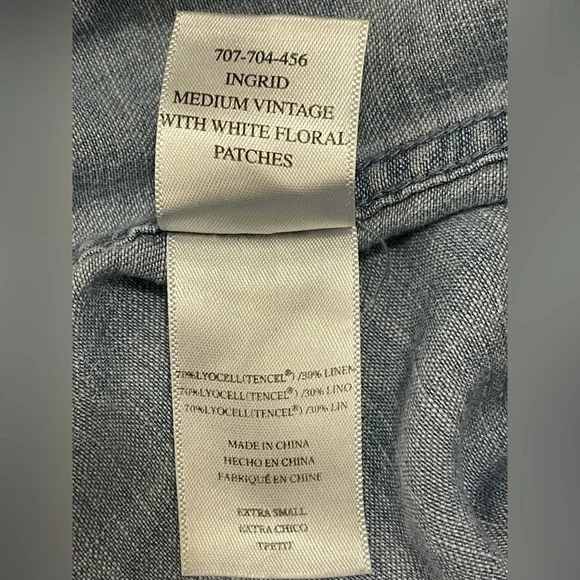 707-704-456
INGRID
MEDIUM VINTAGE
WITH WHITE FLORAL
PATCHES
70%LYOCELL(TENCEL®) /30% LINEN
70%LYOCELL(TENCEL®) /30% LINO
70%LYOCELL(TENCEL®) /30% LIN
MADE IN CHINA
HECHO EN CHINA
FABRIQUÉ EN CHINE
EXTRA SMALL
EXTRA CHICO
TPETIT